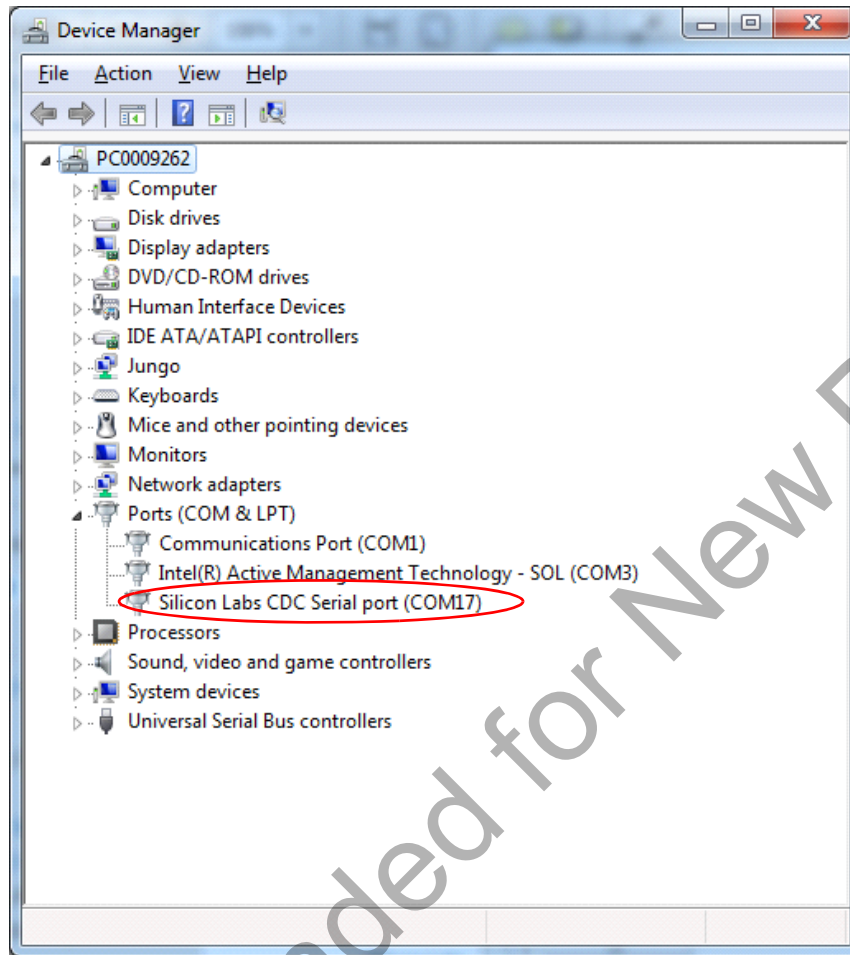 Device Manager
File Action View Help
PC0009262
Computer
Disk drives
Display adapters
DVD/CD-ROM drives
Human Interface Devices
IDE ATA/ATAPI controllers
Jungo
Keyboards
Mice and other pointing devices
Monitors
Network adapters
Ports (COM & LPT)
Communications Port (COM1)
Intel(R) Active Management Technology - SOL (COM3)
Silicon Labs CDC Serial port (COM17)
Processors
Sound, video and game controllers
System devices
Universal Serial Bus controllers
ded for New